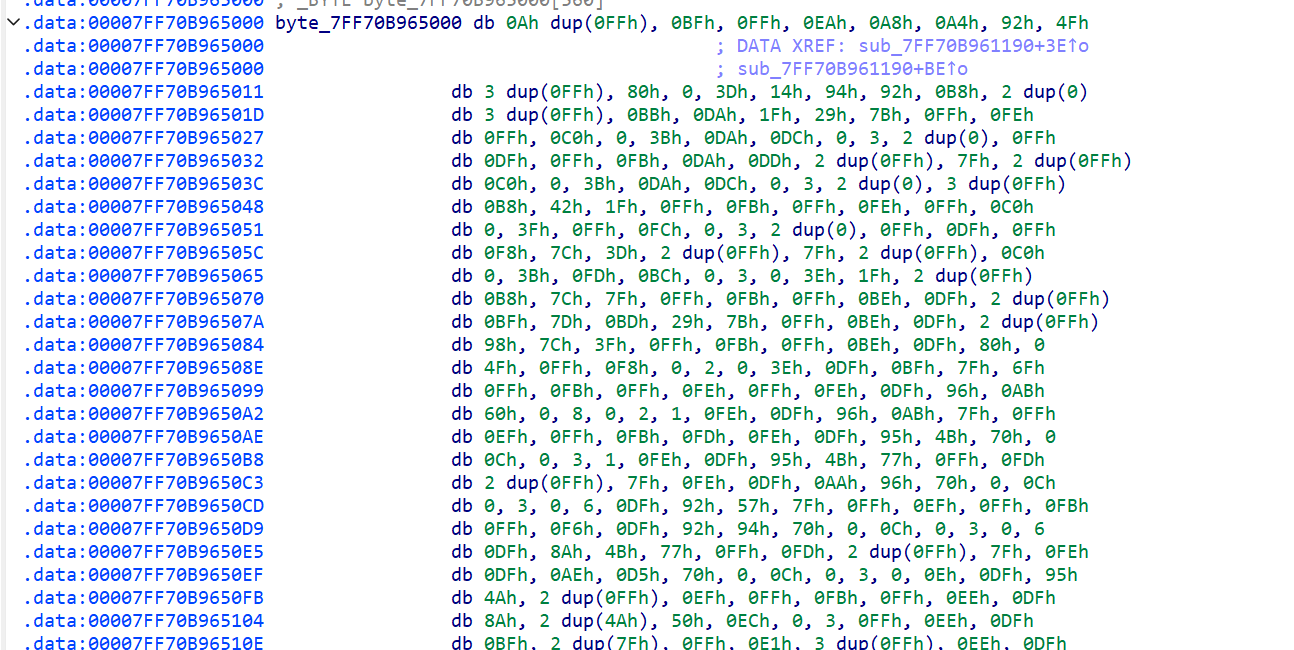 .data:00007FF70B965000 ; _BYTE byte_7FF70B965000[560]
.data:00007FF70B965000 byte_7FF70B965000 db 0Ah dup(0FFh), 0BFh, 0FFh, 0EAh, 0A8h, 0A4h, 92h, 4Fh
.data:00007FF70B965000 ; DATA XREF: sub_7FF70B961190+3E↑o
.data:00007FF70B965000 ; sub_7FF70B961190+BE↑o
.data:00007FF70B965011 db 3 dup(0FFh), 80h, 0, 3Dh, 14h, 94h, 92h, 0B8h, 2 dup(0)
.data:00007FF70B96501D db 3 dup(0FFh), 0BBh, 0DAh, 1Fh, 29h, 7Bh, 0FFh, 0FEh
.data:00007FF70B965027 db 0FFh, 0C0h, 0, 3Bh, 0DAh, 0DCh, 0, 3, 2 dup(0), 0FFh
.data:00007FF70B965032 db 0DFh, 0FFh, 0FBh, 0DAh, 0DDh, 2 dup(0FFh), 7Fh, 2 dup(0FFh)
.data:00007FF70B96503C db 0C0h, 0, 3Bh, 0DAh, 0DCh, 0, 3, 2 dup(0), 3 dup(0FFh)
.data:00007FF70B965048 db 0B8h, 42h, 1Fh, 0FFh, 0FBh, 0FFh, 0FEh, 0FFh, 0C0h
.data:00007FF70B965051 db 0, 3Fh, 0FFh, 0FCh, 0, 3, 2 dup(0), 0FFh, 0DFh, 0FFh
.data:00007FF70B96505C db 0F8h, 7Ch, 3Dh, 2 dup(0FFh), 7Fh, 2 dup(0FFh), 0C0h
.data:00007FF70B965065 db 0, 3Bh, 0FDh, 0BCh, 0, 3, 0, 3Eh, 1Fh, 2 dup(0FFh)
.data:00007FF70B965070 db 0B8h, 7Ch, 7Fh, 0FFh, 0FBh, 0FFh, 0BEh, 0DFh, 2 dup(0FFh)
.data:00007FF70B96507A db 0BFh, 7Dh, 0BDh, 29h, 7Bh, 0FFh, 0BEh, 0DFh, 2 dup(0FFh)
.data:00007FF70B965084 db 98h, 7Ch, 3Fh, 0FFh, 0FBh, 0FFh, 0BEh, 0DFh, 80h, 0
.data:00007FF70B96508E db 4Fh, 0FFh, 0F8h, 0, 2, 0, 3Eh, 0DFh, 0BFh, 7Fh, 6Fh
.data:00007FF70B965099 db 0FFh, 0FBh, 0FFh, 0FEh, 0FFh, 0FEh, 0DFh, 96h, 0ABh
.data:00007FF70B9650A2 db 60h, 0, 8, 0, 2, 1, 0FEh, 0DFh, 96h, 0ABh, 7Fh, 0FFh
.data:00007FF70B9650AE db 0EFh, 0FFh, 0FBh, 0FDh, 0FEh, 0DFh, 95h, 4Bh, 70h, 0
.data:00007FF70B9650B8 db 0Ch, 0, 3, 1, 0FEh, 0DFh, 95h, 4Bh, 77h, 0FFh, 0FDh
.data:00007FF70B9650C3 db 2 dup(0FFh), 7Fh, 0FEh, 0DFh, 0AAh, 96h, 70h, 0, 0Ch
.data:00007FF70B9650CD db 0, 3, 0, 6, 0DFh, 92h, 57h, 7Fh, 0FFh, 0EFh, 0FFh, 0FBh
.data:00007FF70B9650D9 db 0FFh, 0F6h, 0DFh, 92h, 94h, 70h, 0, 0Ch, 0, 3, 0, 6
.data:00007FF70B9650E5 db 0DFh, 8Ah, 4Bh, 77h, 0FFh, 0FDh, 2 dup(0FFh), 7Fh, 0FEh
.data:00007FF70B9650EF db 0DFh, 0AEh, 0D5h, 70h, 0, 0Ch, 0, 3, 0, 0Eh, 0DFh, 95h
.data:00007FF70B9650FB db 4Ah, 2 dup(0FFh), 0EFh, 0FFh, 0FBh, 0FFh, 0EEh, 0DFh
.data:00007FF70B965104 db 8Ah, 2 dup(4Ah), 50h, 0ECh, 0, 3, 0FFh, 0EEh, 0DFh
.data:00007FF70B96510E db 0BFh, 2 dup(7Fh), 0FFh, 0E1h, 3 dup(0FFh), 0EEh, 0DFh